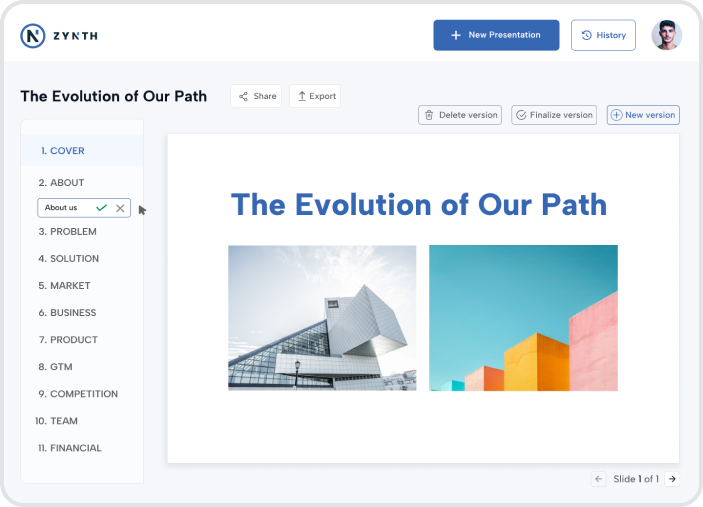 ZYNTH
New Presentation
History
The Evolution of Our Path
Share
Export
Delete version
Finalize version
New version
1. COVER
2. ABOUT
About us
3. PROBLEM
4. SOLUTION
5. MARKET
6. BUSINESS
7. PRODUCT
8. GTM
9. COMPETITION
10. TEAM
11. FINANCIAL
The Evolution of Our Path
Slide 1 of 1